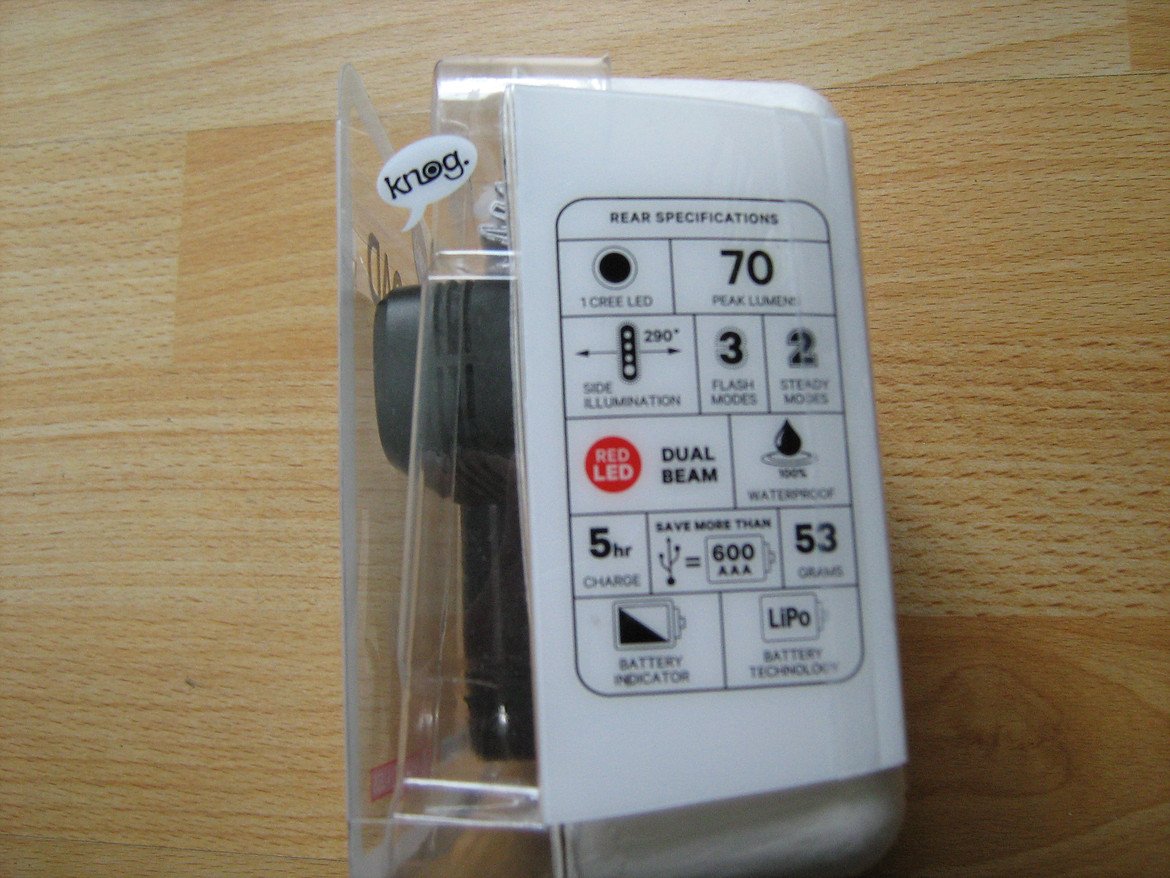 knog.
REAR SPECIFICATIONS
1 CREE LED
70
PEAK LUMENS
290°
SIDE
ILLUMINATION
3
FLASH
MODES
2
STEADY
MODES
RED
LED
DUAL
BEAM
100%
WATERPROOF
5hr
CHARGE
SAVE MORE THAN
= 600
AAA
53
GRAMS
BATTERY
INDICATOR
LiPo
BATTERY
TECHNOLOGY